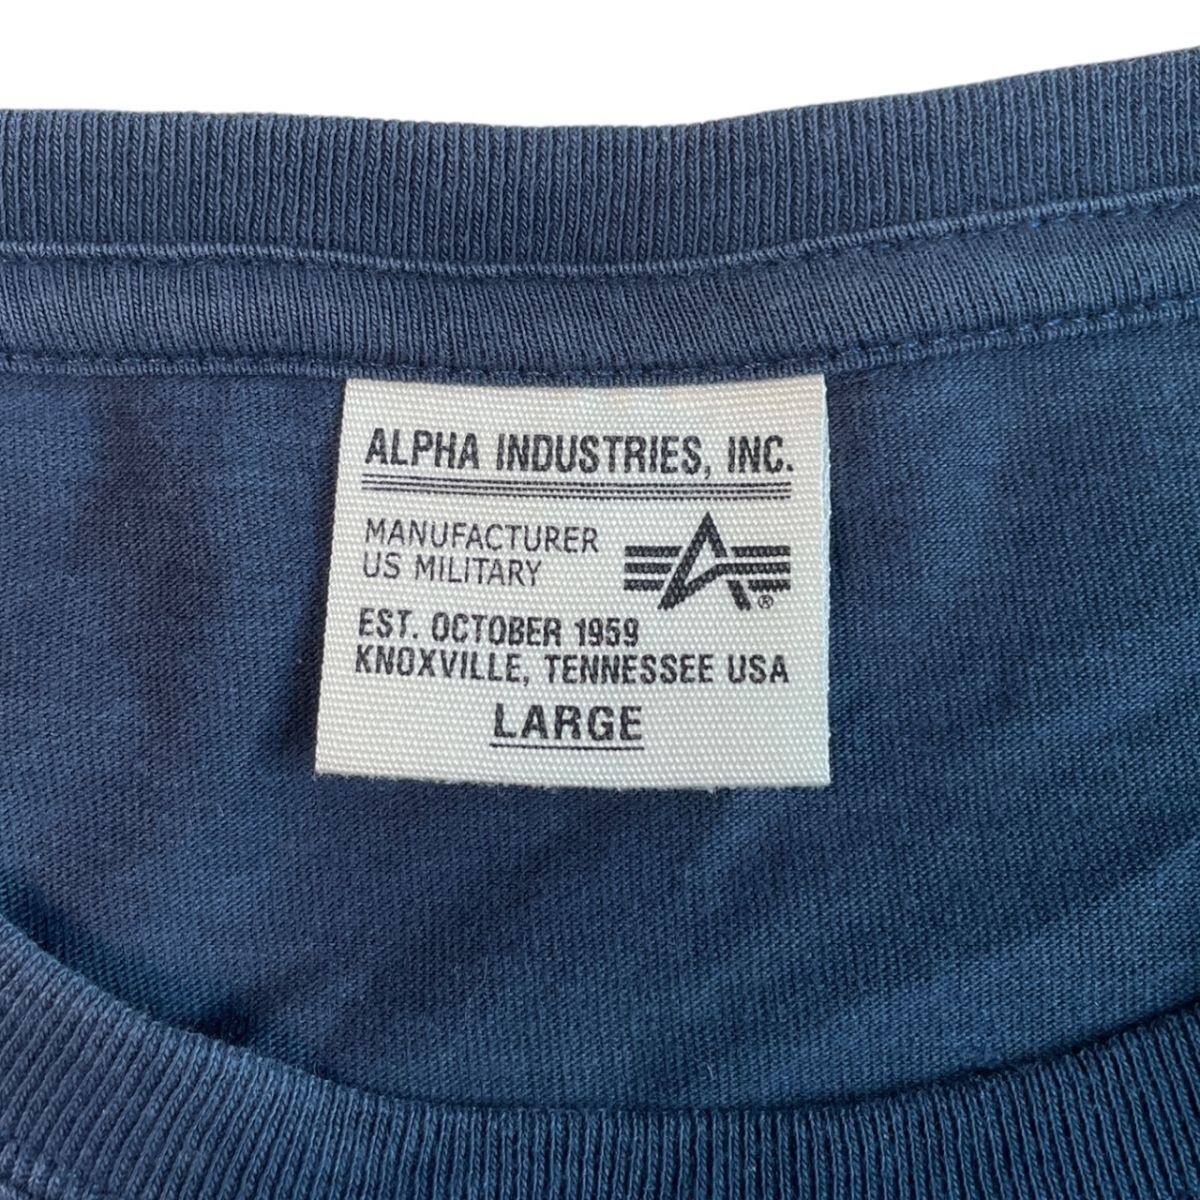 ALPHA INDUSTRIES, INC.
MANUFACTURER
US MILITARY
®
EST. OCTOBER 1959
KNOXVILLE, TENNESSEE USA
LARGE